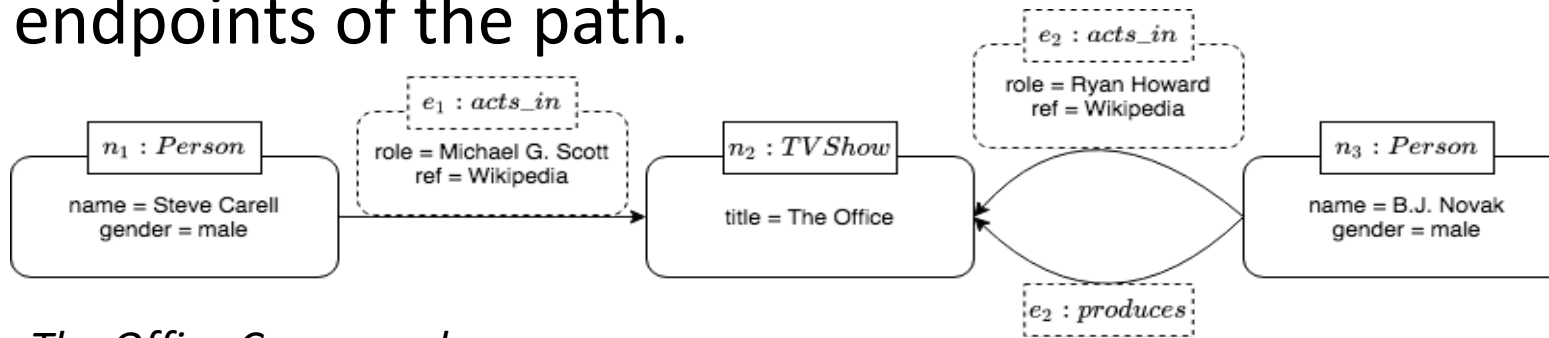 endpoints of the path.
e₂ : acts_in
role = Ryan Howard
ref = Wikipedia
e₁ : acts_in
role = Michael G. Scott
ref = Wikipedia
n₁ : Person
name = Steve Carell
gender = male
n₂ : TVShow
title = The Office
n₃ : Person
name = B.J. Novak
gender = male
e₂ : produces
The Office